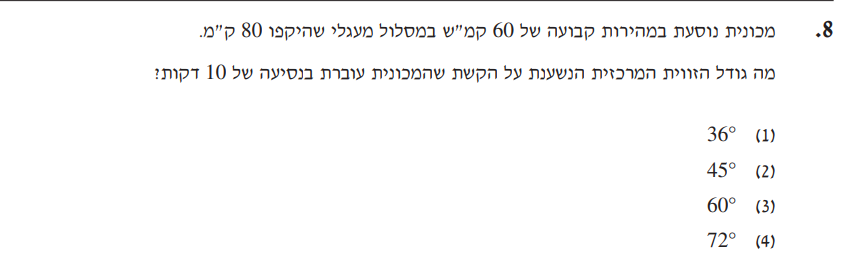 8. מכונית נוסעת במהירות קבועה של 60 קמ"ש במסלול מעגלי שהיקפו 80 ק"מ.
מה גודל הזווית המרכזית הנשענת על הקשת שהמכונית עוברת בנסיעה של 10 דקות?
(1) 36°
(2) 45°
(3) 60°
(4) 72°